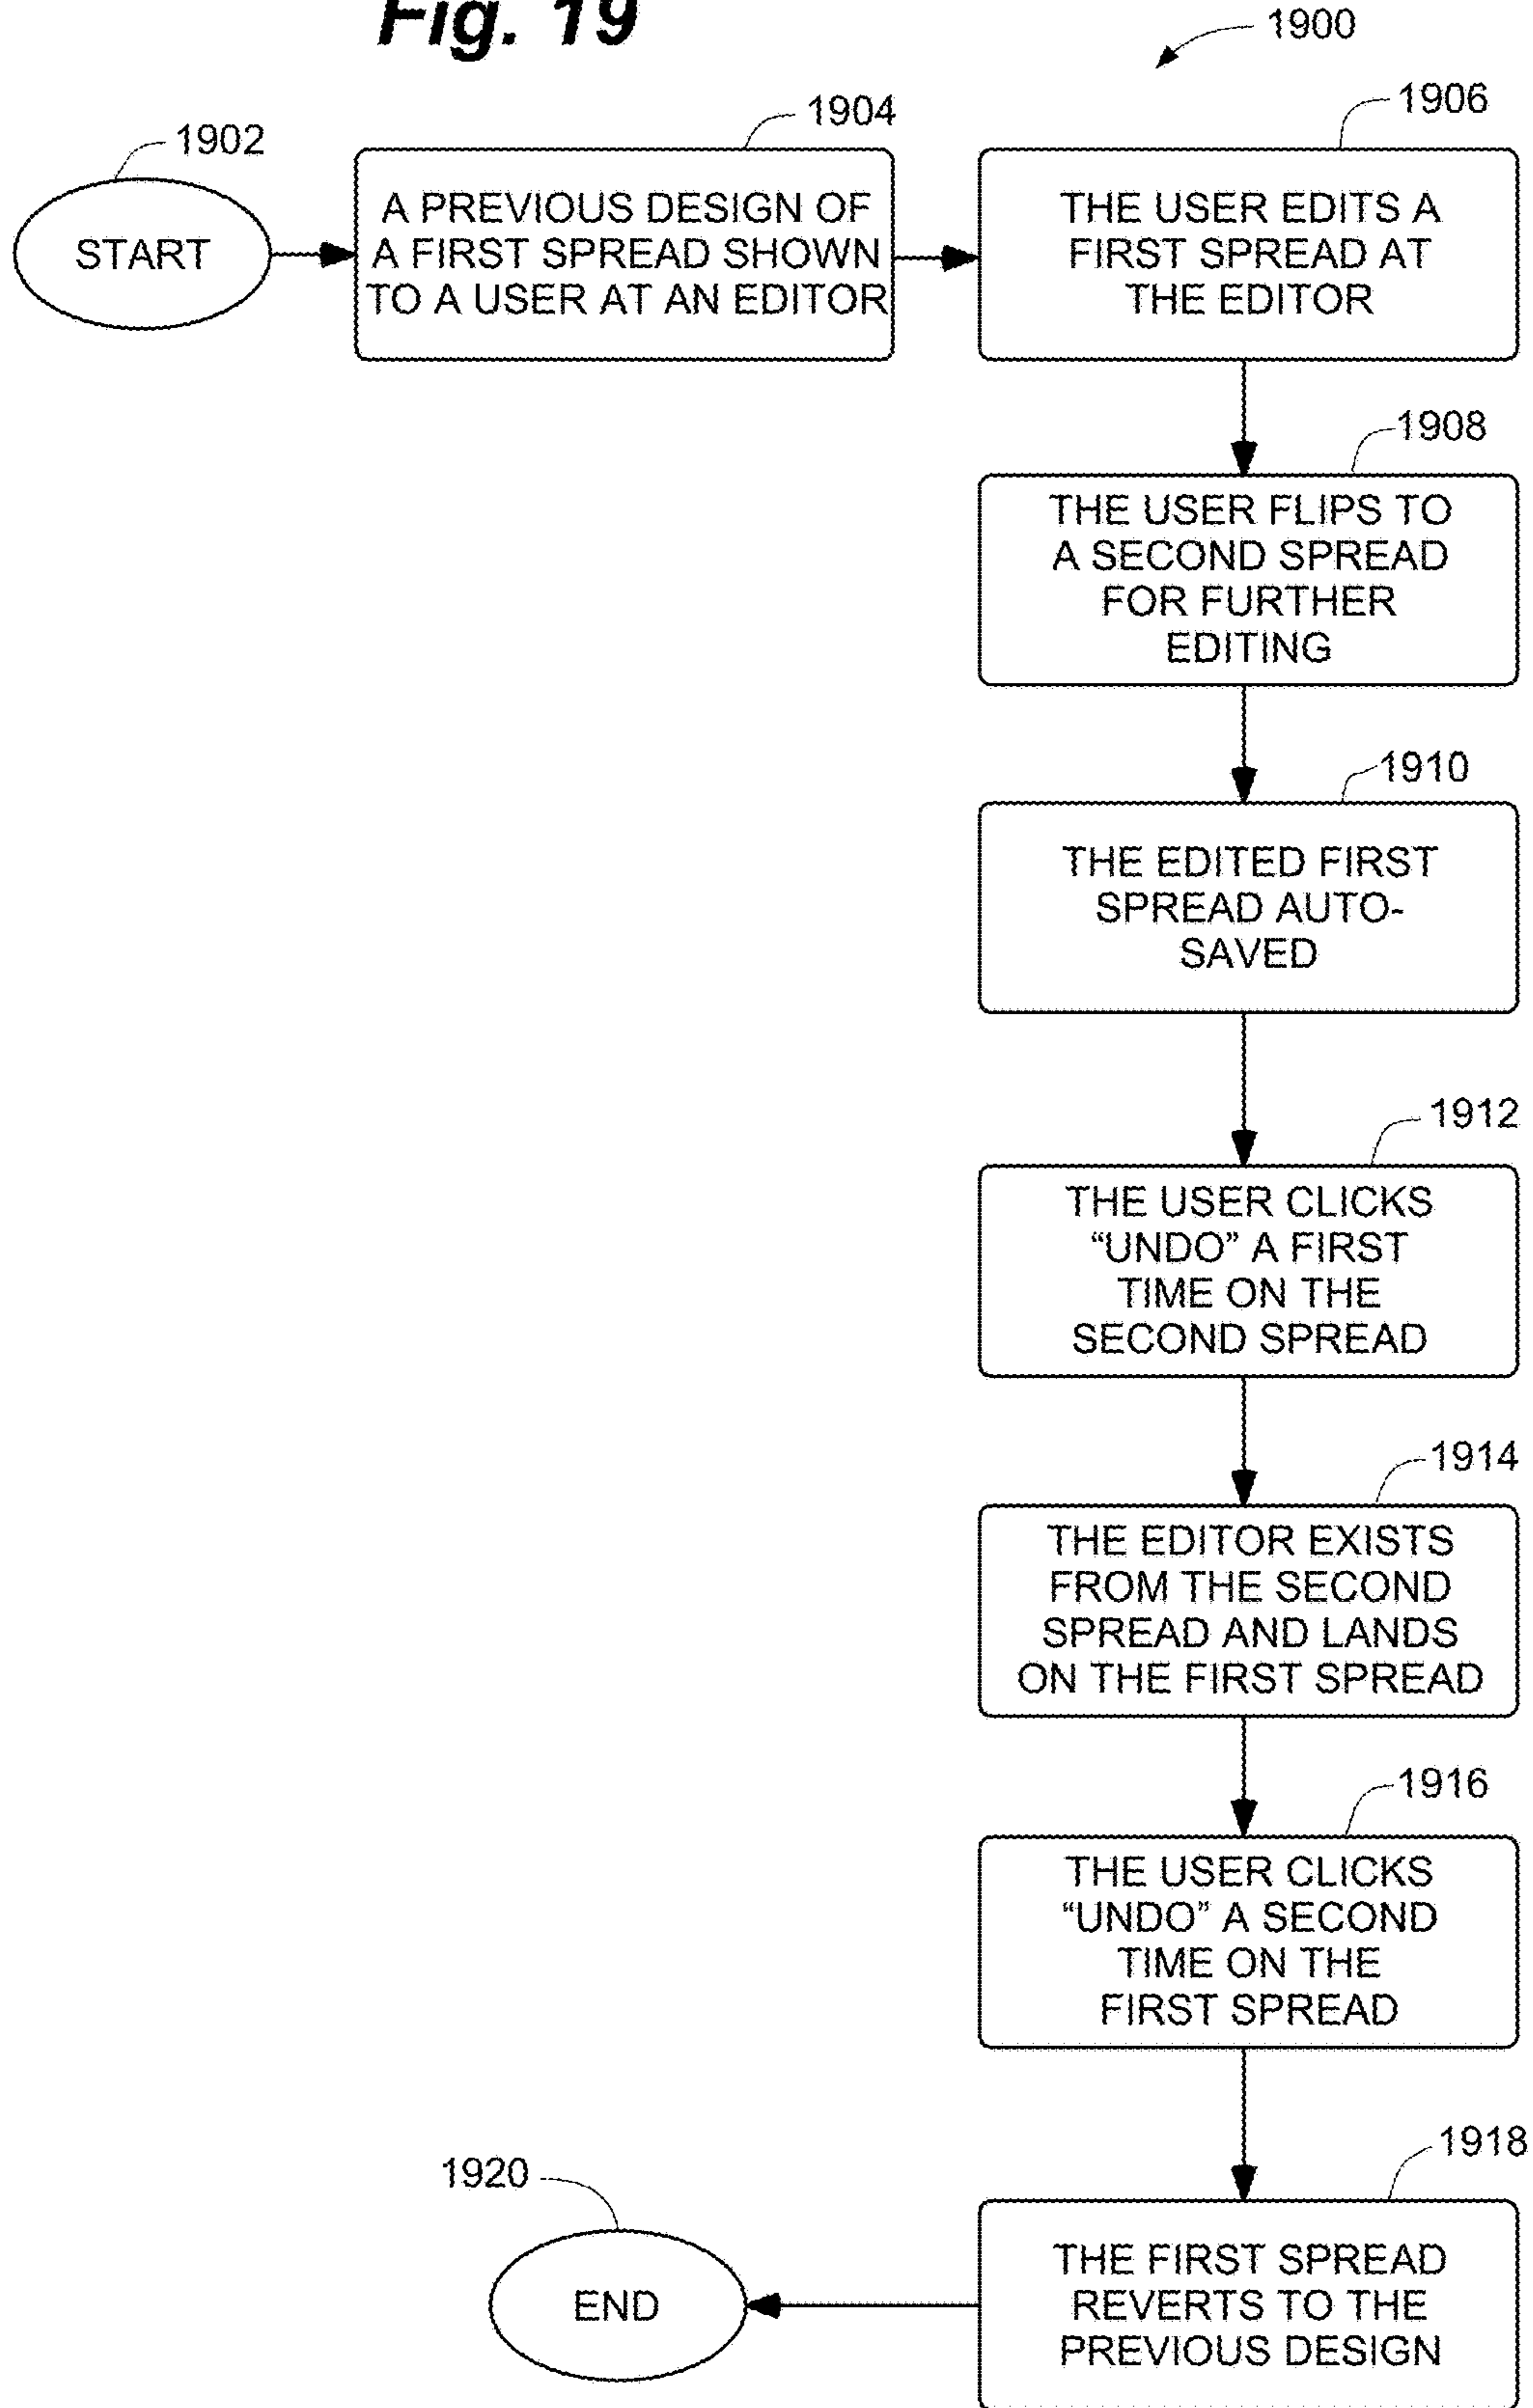 Fig. 19
1900
1902
START
1904
A PREVIOUS DESIGN OF
A FIRST SPREAD SHOWN
TO A USER AT AN EDITOR
1906
THE USER EDITS A
FIRST SPREAD AT
THE EDITOR
1908
THE USER FLIPS TO
A SECOND SPREAD
FOR FURTHER
EDITING
1910
THE EDITED FIRST
SPREAD AUTO-
SAVED
1912
THE USER CLICKS
“UNDO” A FIRST
TIME ON THE
SECOND SPREAD
1914
THE EDITOR EXISTS
FROM THE SECOND
SPREAD AND LANDS
ON THE FIRST SPREAD
1916
THE USER CLICKS
“UNDO” A SECOND
TIME ON THE
FIRST SPREAD
1918
THE FIRST SPREAD
REVERTS TO THE
PREVIOUS DESIGN
1920
END